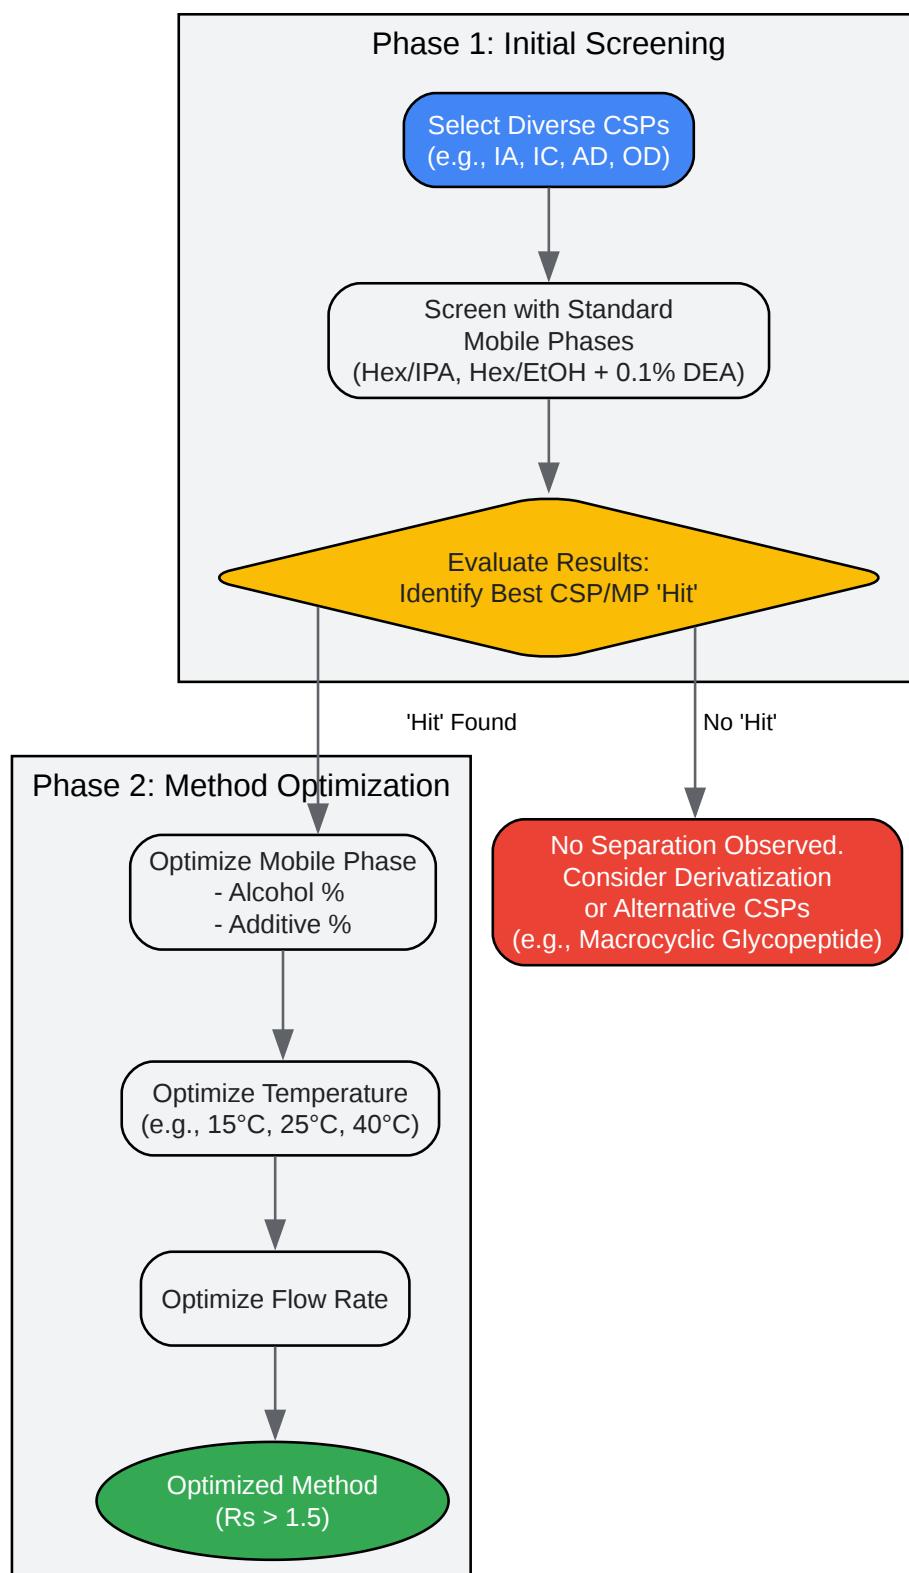 Phase 1: Initial Screening
Select Diverse CSPs
(e.g., IA, IC, AD, OD)
Screen with Standard
Mobile Phases
(Hex/IPA, Hex/EtOH + 0.1% DEA)
Evaluate Results:
Identify Best CSP/MP 'Hit'
'Hit' Found
No 'Hit'
Phase 2: Method Optimization
Optimize Mobile Phase
- Alcohol %
- Additive %
No Separation Observed.
Consider Derivatization
or Alternative CSPs
(e.g., Macrocyclic Glycopeptide)
Optimize Temperature
(e.g., 15°C, 25°C, 40°C)
Optimize Flow Rate
Optimized Method
(Rs > 1.5)